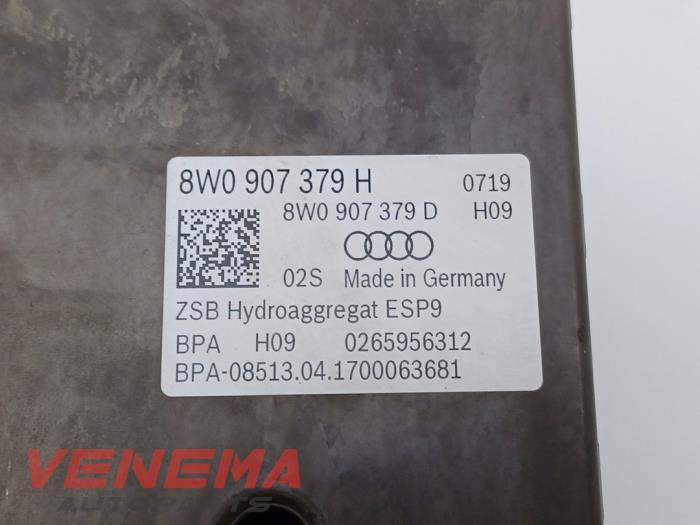 8W0 907 379 H 0719
8W0 907 379 D H09
02S Made in Germany
ZSB Hydroaggregat ESP9
BPA H09 0265956312
BPA-08513.04.1700063681
VENEMA
AUTOPARTS